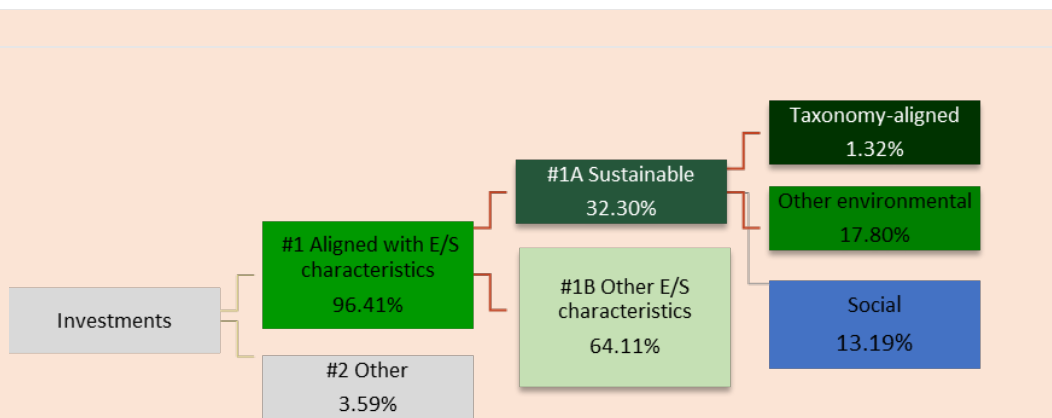 Investments
#1 Aligned with E/S
characteristics
96.41%
#2 Other
3.59%
#1A Sustainable
32.30%
#1B Other E/S
characteristics
64.11%
Taxonomy-aligned
1.32%
Other environmental
17.80%
Social
13.19%